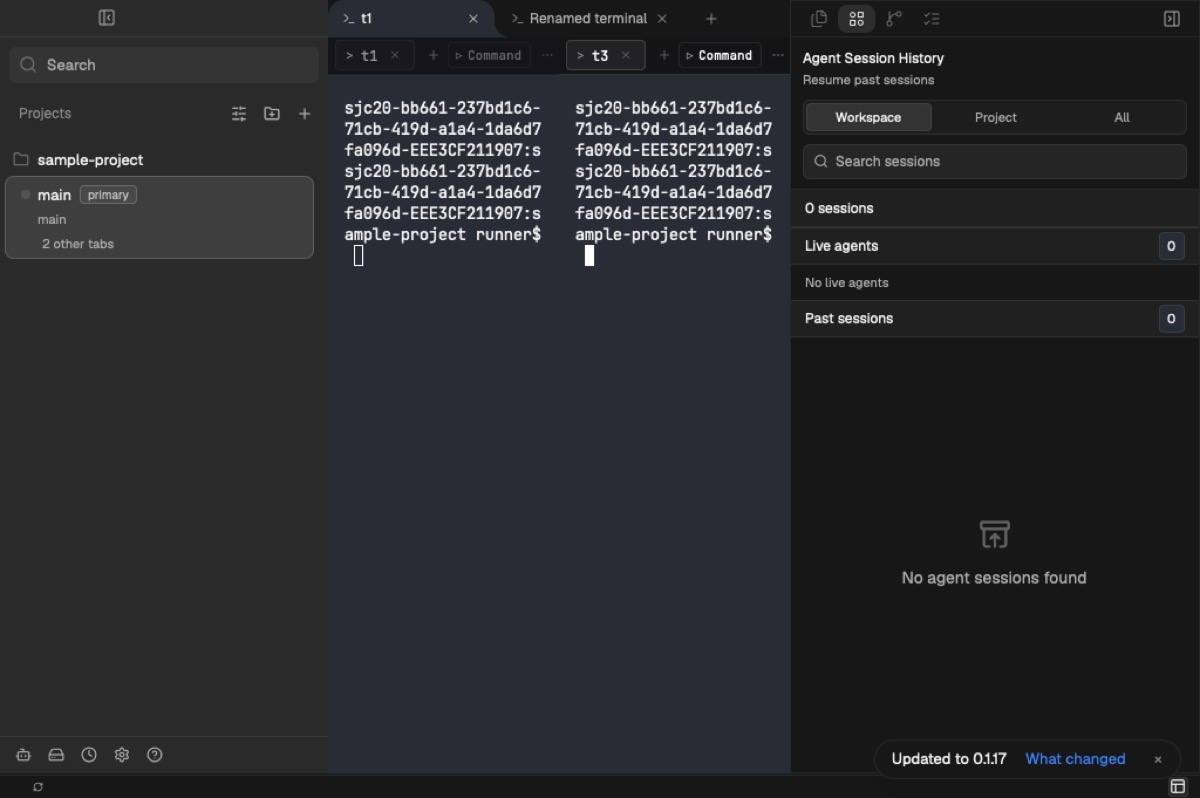 Search
Projects
sample-project
main primary
main
2 other tabs
>_ t1
>_ Renamed terminal
> t1
Command
> t3
Command
sjc20-bb661-237bd1c6-
71cb-419d-a1a4-1da6d7
fa096d-EEE3CF211907:s
sjc20-bb661-237bd1c6-
71cb-419d-a1a4-1da6d7
fa096d-EEE3CF211907:s
ample-project runner$
sjc20-bb661-237bd1c6-
71cb-419d-a1a4-1da6d7
fa096d-EEE3CF211907:s
sjc20-bb661-237bd1c6-
71cb-419d-a1a4-1da6d7
fa096d-EEE3CF211907:s
ample-project runner$
Agent Session History
Resume past sessions
Workspace Project All
Search sessions
0 sessions
Live agents 0
No live agents
Past sessions 0
No agent sessions found
Updated to 0.1.17 What changed